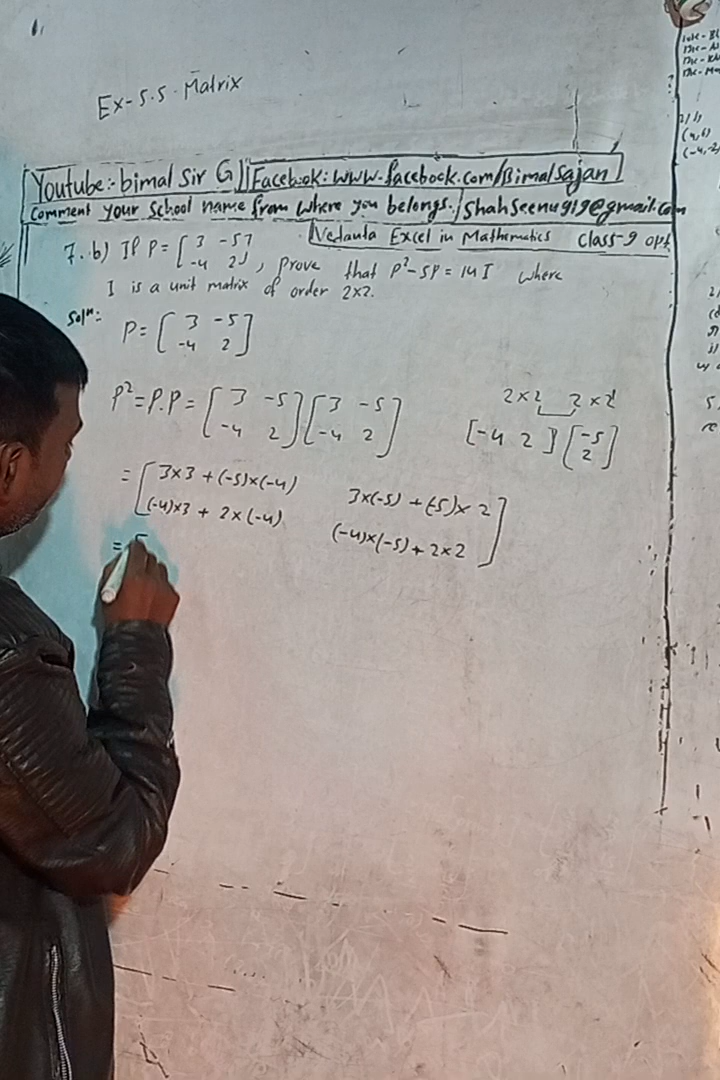 Ex-5.5. Matrix
Youtube:- bimal Sir G
Facebook: www.facebook.com/Bimalsajan
Comment your School name from where you belongs. / shahseenu919@gmail.com
Vedanta Excel in Mathematics Class-9 opt
7. b) If P = [ 3 -5 , prove that P² - 5P = 14 I where
-4 2 ]
I is a unit matrix of order 2×2.
Solⁿ:
P = [ 3 -5
-4 2 ]
P² = P.P = [ 3 -5 ] [ 3 -5 ]
-4 2 -4 2
2×2 2×2
[-4 2] [ -5
2 ]
= [ 3×3 + (-5)×(-4) 3×(-5) + (-5)×2
(-4)×3 + 2×(-4) (-4)×(-5) + 2×2 ]
= [